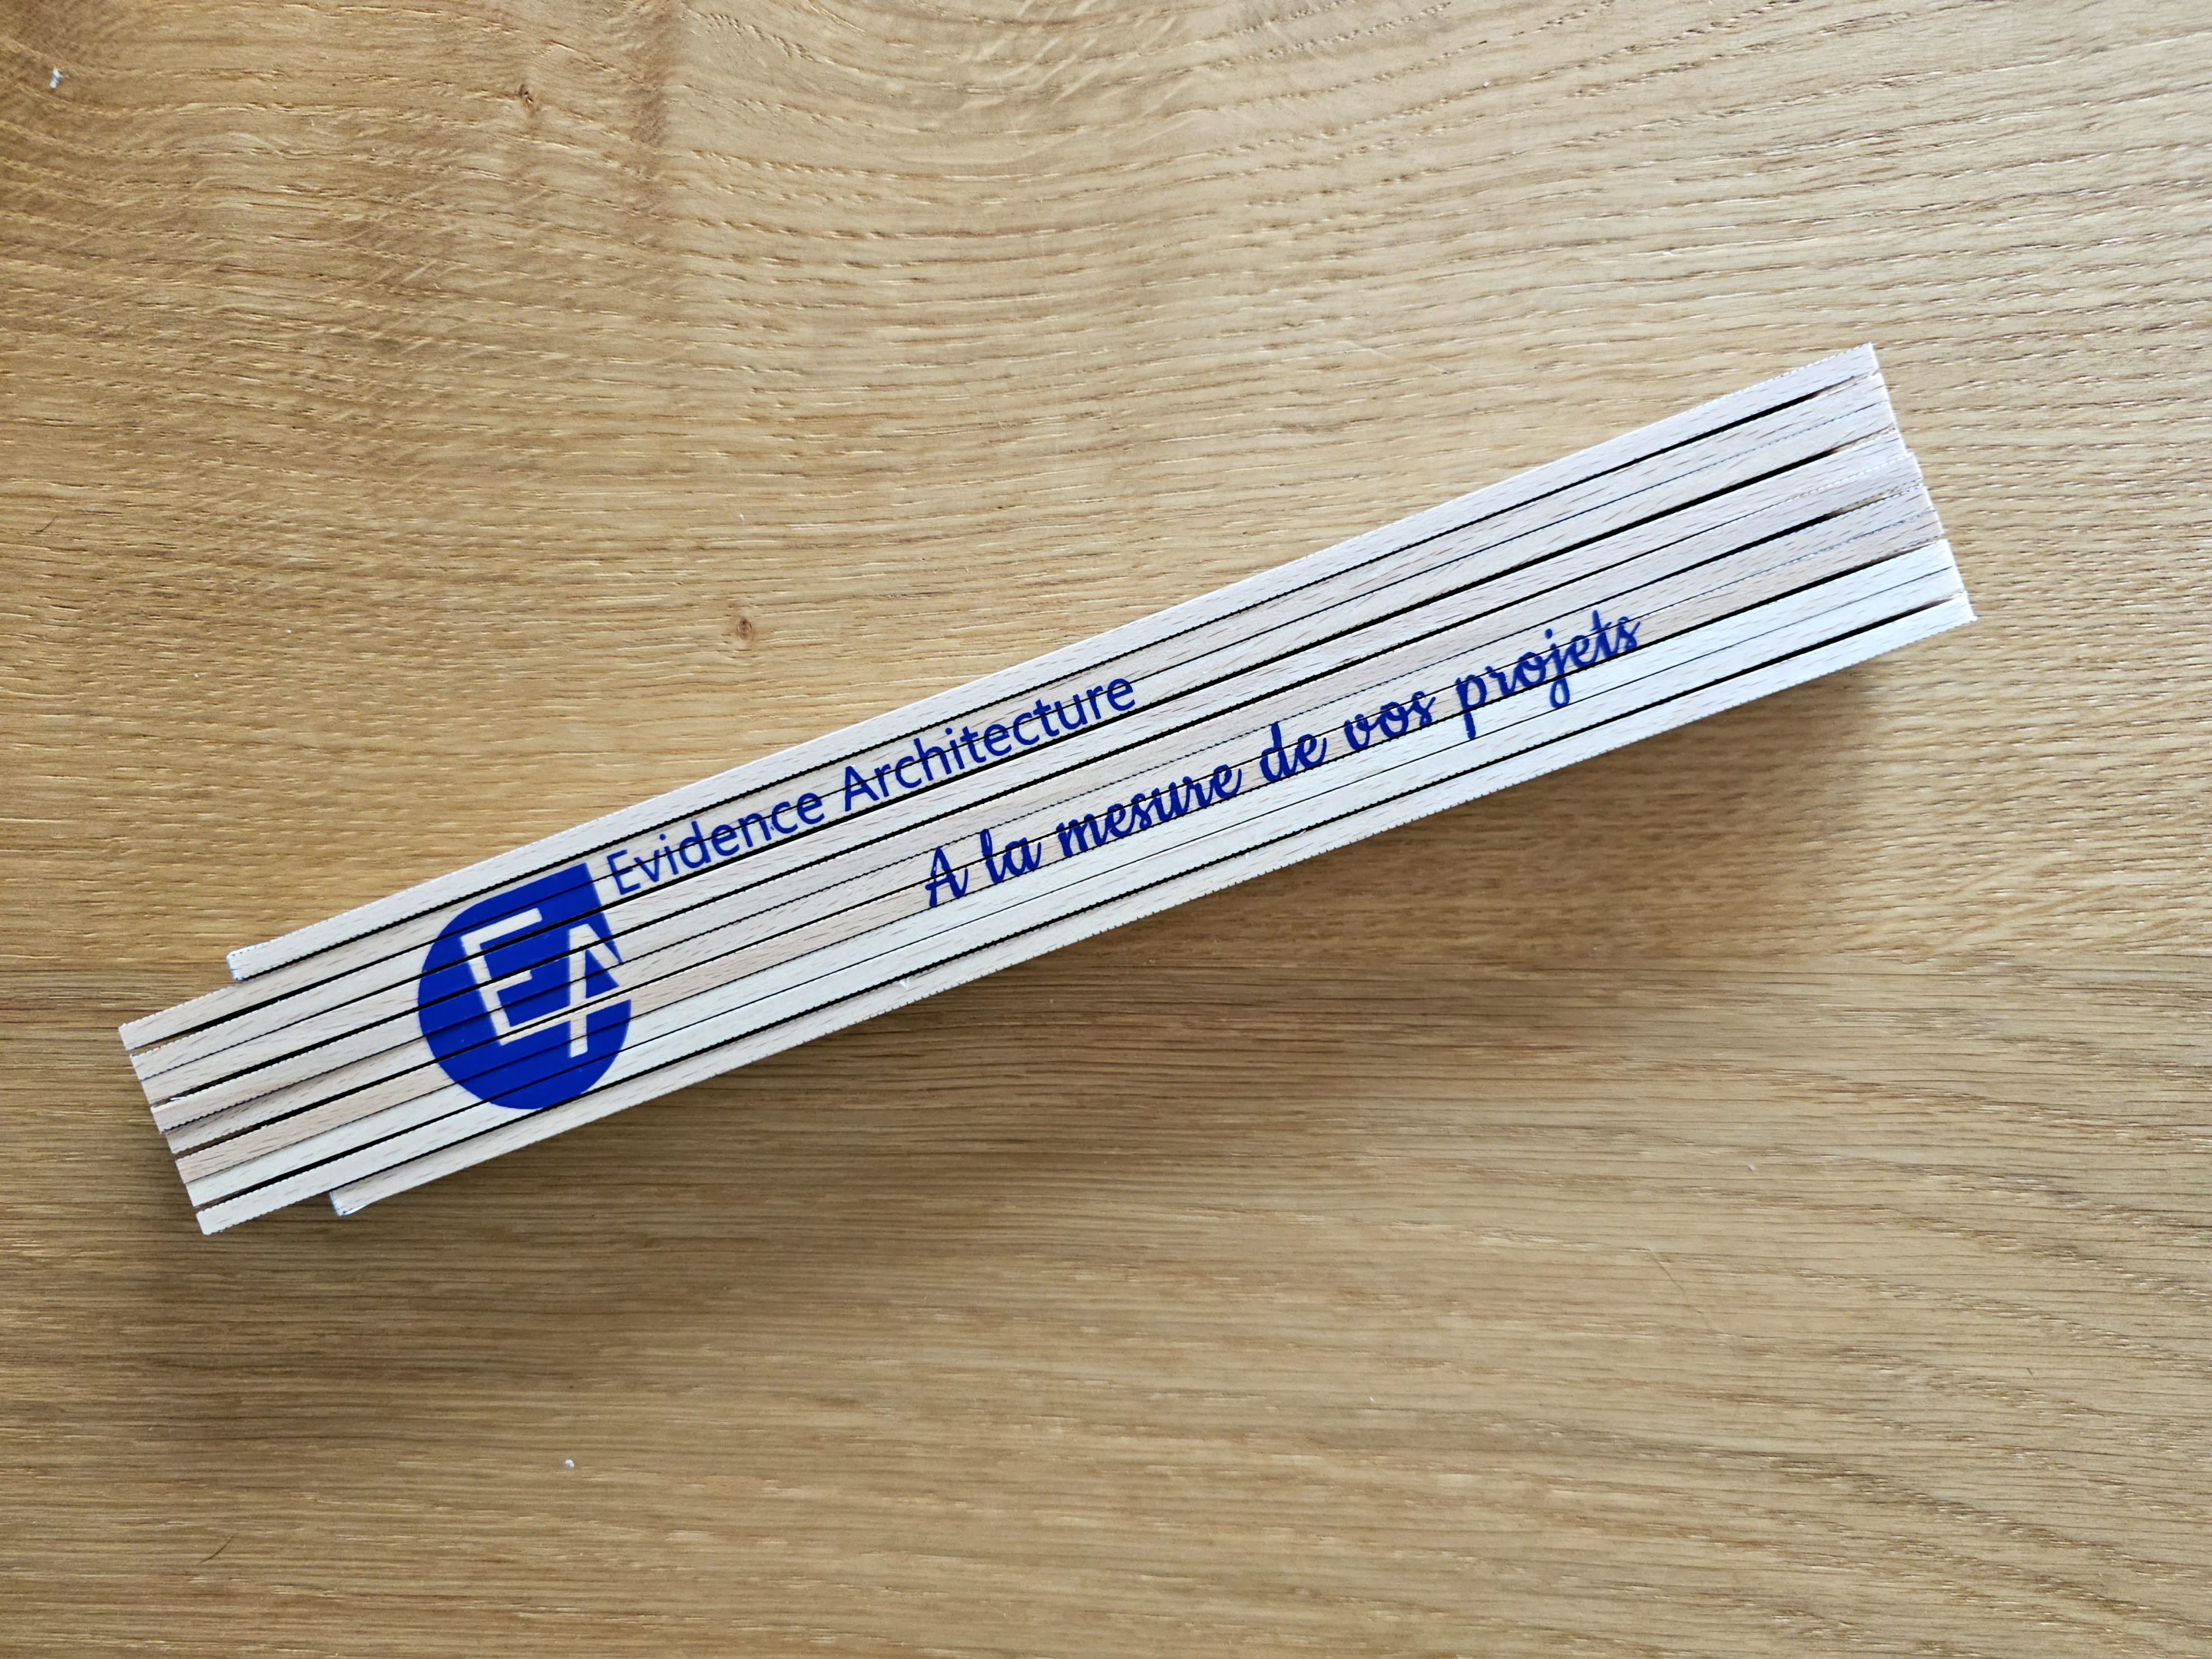 EA
Evidence Architecture
A la mesure de vos projets